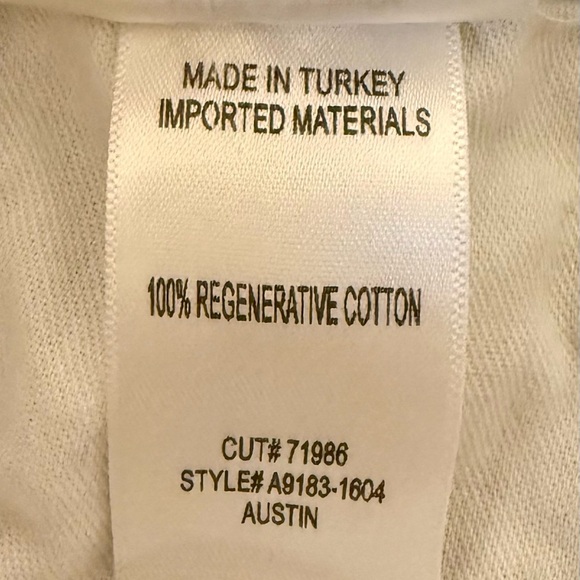 MADE IN TURKEY
IMPORTED MATERIALS
100% REGENERATIVE COTTON
CUT# 71986
STYLE# A9183-1604
AUSTIN